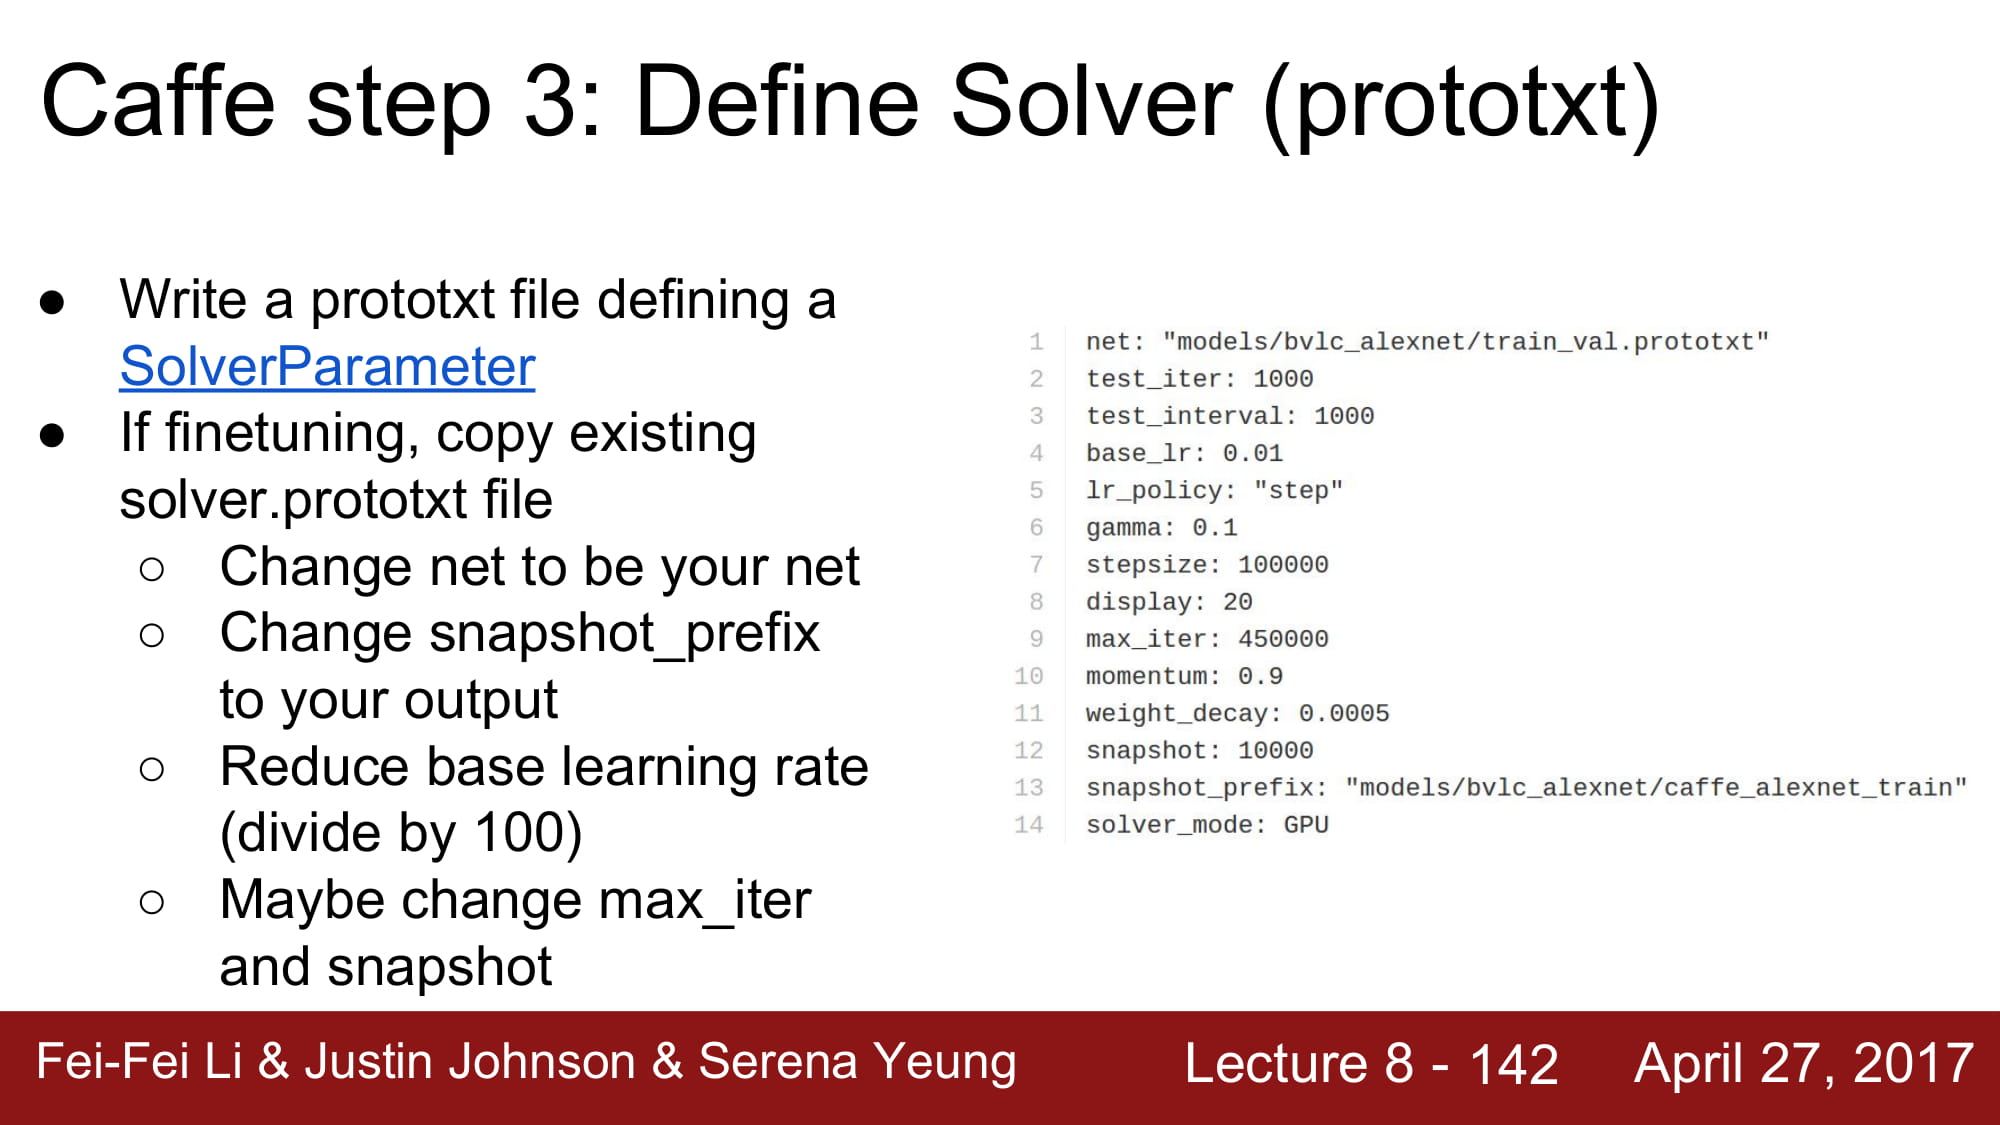 Caffe step 3: Define Solver (prototxt)
● Write a prototxt file defining a
SolverParameter
● If finetuning, copy existing
solver.prototxt file
○ Change net to be your net
○ Change snapshot_prefix
to your output
○ Reduce base learning rate
(divide by 100)
○ Maybe change max_iter
and snapshot
1 net: "models/bvlc_alexnet/train_val.prototxt"
2 test_iter: 1000
3 test_interval: 1000
4 base_lr: 0.01
5 lr_policy: "step"
6 gamma: 0.1
7 stepsize: 100000
8 display: 20
9 max_iter: 450000
10 momentum: 0.9
11 weight_decay: 0.0005
12 snapshot: 10000
13 snapshot_prefix: "models/bvlc_alexnet/caffe_alexnet_train"
14 solver_mode: GPU
Fei-Fei Li & Justin Johnson & Serena Yeung Lecture 8 - 142 April 27, 2017